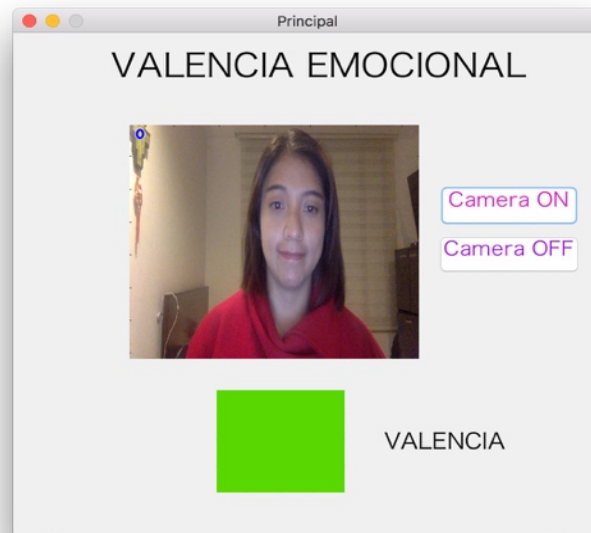 Principal
VALENCIA EMOCIONAL
Camera ON
Camera OFF
VALENCIA